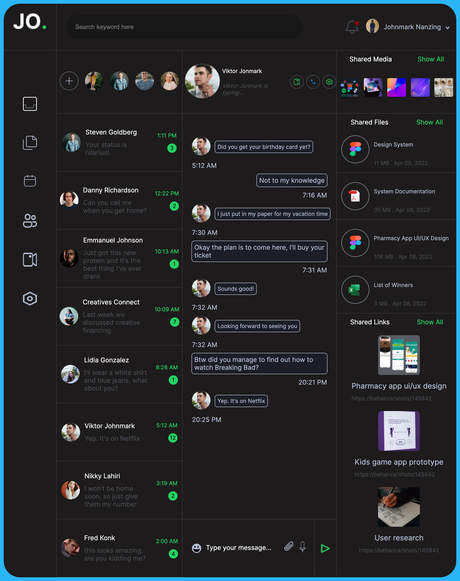 JO.
Search keyword here
Johnmark Nanzing
Steven Goldberg
1:11 PM
Your status is
hilarius!
3
Danny Richardson
12:22 PM
Can you call me
when you get home?
2
Emmanuel Johnson
10:13 AM
Just got this new
protein and it's the
best thing I've ever
drank
1
Creatives Connect
10:09 AM
Last week we
discussed creative
financing
7
Lidia Gonzalez
8:26 AM
I'll wear a white shirt
and blue jeans, what
about you?
1
Viktor Johnmark
5:12 AM
Yep. It's on Netflix
12
Nikky Lahiri
3:19 AM
I won't be home
soon, so just give
them my number
2
Fred Konk
2:00 AM
this looks amazing,
are you kidding me?
4
Viktor Jonmark
Viktor Jonmark is
typing...
Did you get your birthday card yet?
5:12 AM
Not to my knowledge
7:16 AM
I just put in my paper for my vacation time
7:30 AM
Okay the plan is to come here, I'll buy your
ticket
7:31 AM
Sounds good!
7:32 AM
Looking forward to seeing you
7:32 AM
Btw did you manage to find out how to
watch Breaking Bad?
20:21 PM
Yep. It's on Netflix
20:25 PM
Type your message...
Shared Media
Show All
Shared Files
Show All
Design System
11 MB . Apr 08, 2022
System Documentation
05 MB . Apr 08, 2022
Pharmacy App UI/UX Design
108 MB . Apr 08, 2022
List of Winners
3 MB . Apr 08, 2022
Shared Links
Show All
Pharmacy app ui/ux design
https://behance/shots/145842
Kids game app prototype
https://behance/shots/145842
User research
https://behance/shots/145842